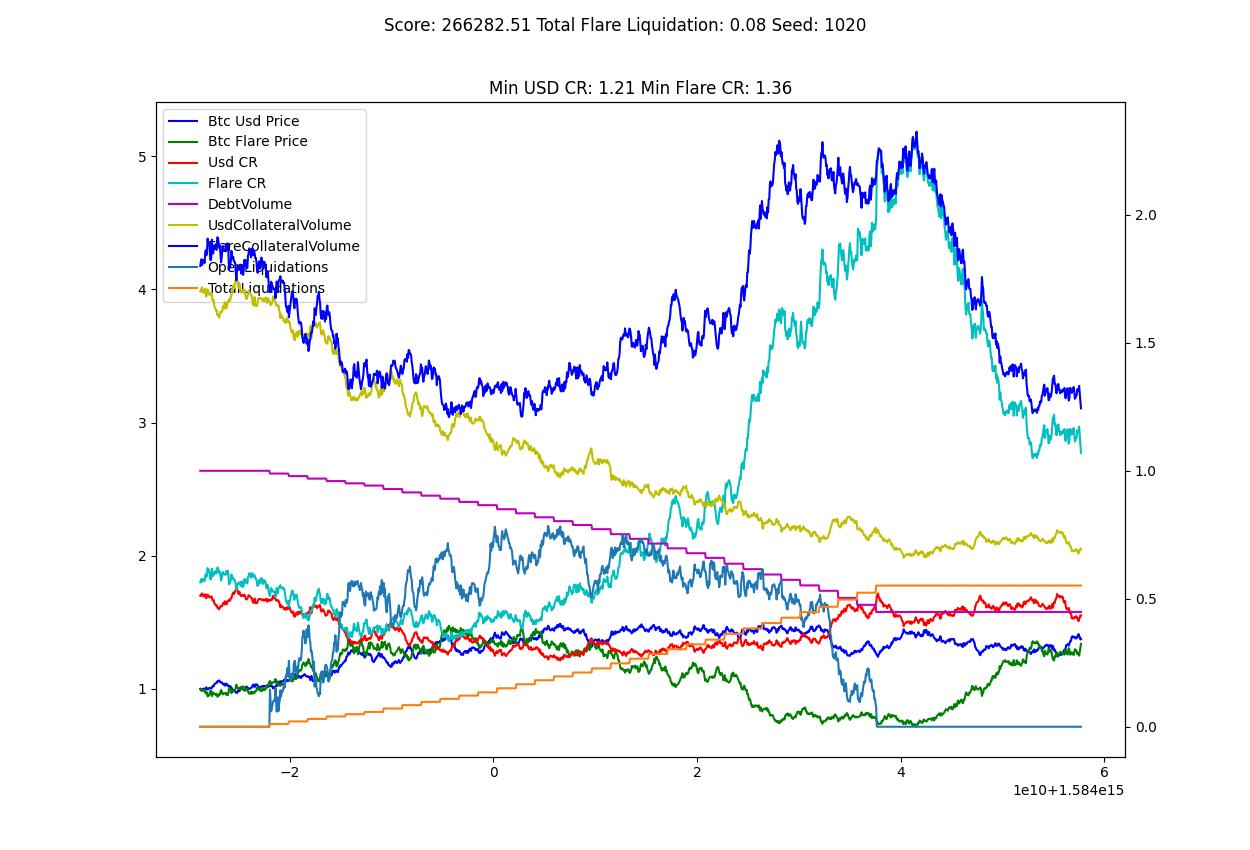 Score: 266282.51 Total Flare Liquidation: 0.08 Seed: 1020
Min USD CR: 1.21 Min Flare CR: 1.36
Btc Usd Price
Btc Flare Price
Usd CR
Flare CR
DebtVolume
UsdCollateralVolume
FlareCollateralVolume
OpenLiquidations
TotalLiquidations
5
4
3
2
1
2.0
1.5
1.0
0.5
0.0
−2 0 2 4 6
1e10+1.584e15